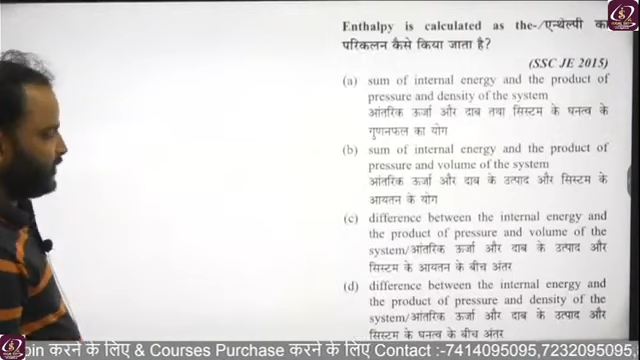 Enthalpy is calculated as the-/एन्थेल्पी का
परिकलन कैसे किया जाता है?
(SSC JE 2015)
(a) sum of internal energy and the product of
pressure and density of the system
आंतरिक ऊर्जा और दाब तथा सिस्टम के घनत्व के
गुणनफल का योग
(b) sum of internal energy and the product of
pressure and volume of the system
आंतरिक ऊर्जा और दाब के उत्पाद और सिस्टम के
आयतन के योग
(c) difference between the internal energy and
the product of pressure and volume of the
system/आंतरिक ऊर्जा और दाब के उत्पाद और
सिस्टम के आयतन के बीच अंतर
(d) difference between the internal energy and
the product of pressure and density of the
system/आंतरिक ऊर्जा और दाब के उत्पाद और
सिस्टम के घनत्व के बीच अंतर
oin करने के लिए & Courses Purchase करने के लिए Contact :-7414095095,7232095095,